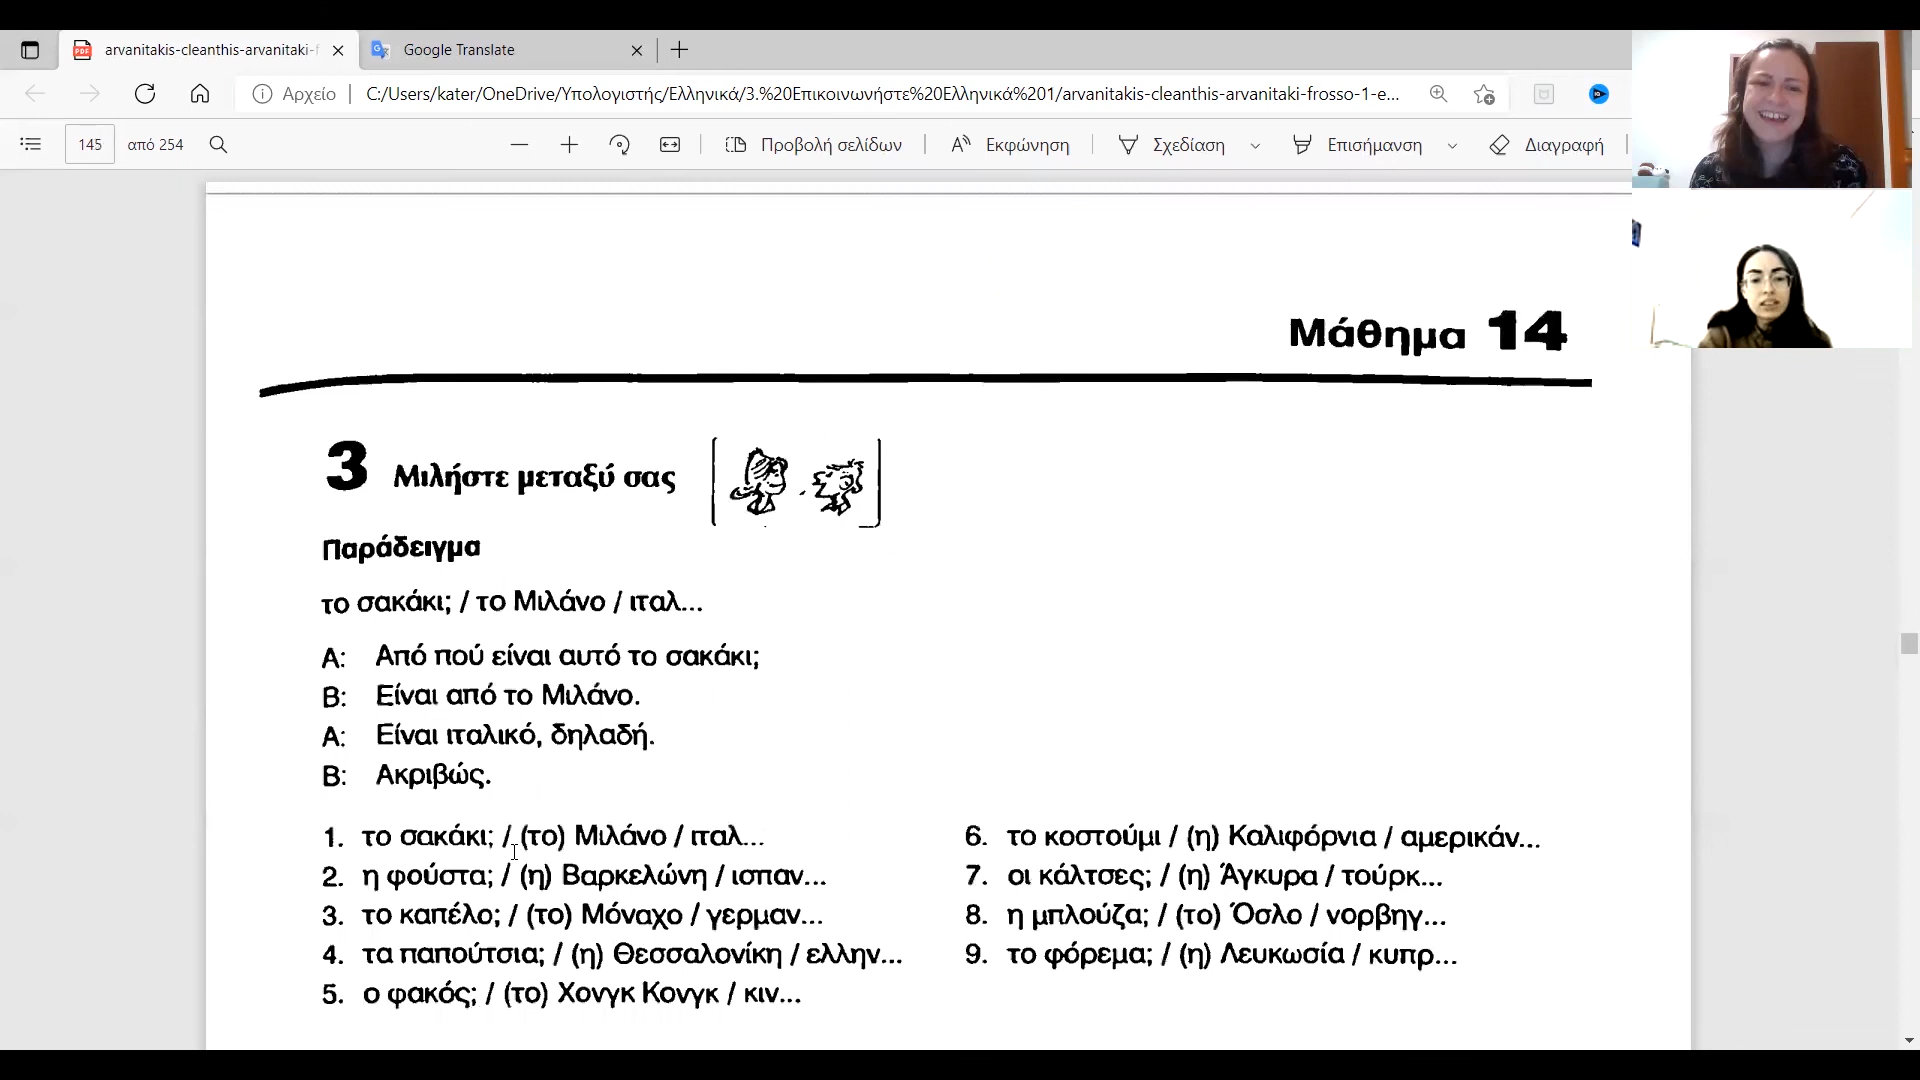 arvanitakis-cleanthis-arvanitaki-f
Google Translate
Αρχείο
C:/Users/kater/OneDrive/Υπολογιστής/Ελληνικά/3.%20Επικοινωνήστε%20Ελληνικά%201/arvanitakis-cleanthis-arvanitaki-frosso-1-e...
145 από 254
Προβολή σελίδων
Εκφώνηση
Σχεδίαση
Επισήμανση
Διαγραφή
Μάθημα 14
3 Μιλήστε μεταξύ σας
Παράδειγμα
το σακάκι; / το Μιλάνο / ιταλ...
Α: Από πού είναι αυτό το σακάκι;
Β: Είναι από το Μιλάνο.
Α: Είναι ιταλικό, δηλαδή.
Β: Ακριβώς.
1. το σακάκι; / (το) Μιλάνο / ιταλ...
2. η φούστα; / (η) Βαρκελώνη / ισπαν...
3. το καπέλο; / (το) Μόναχο / γερμαν...
4. τα παπούτσια; / (η) Θεσσαλονίκη / ελλην...
5. ο φακός; / (το) Χονγκ Κονγκ / κιν...
6. το κοστούμι / (η) Καλιφόρνια / αμερικάν...
7. οι κάλτσες; / (η) Άγκυρα / τούρκ...
8. η μπλούζα; / (το) Όσλο / νορβηγ...
9. το φόρεμα; / (η) Λευκωσία / κυπρ...